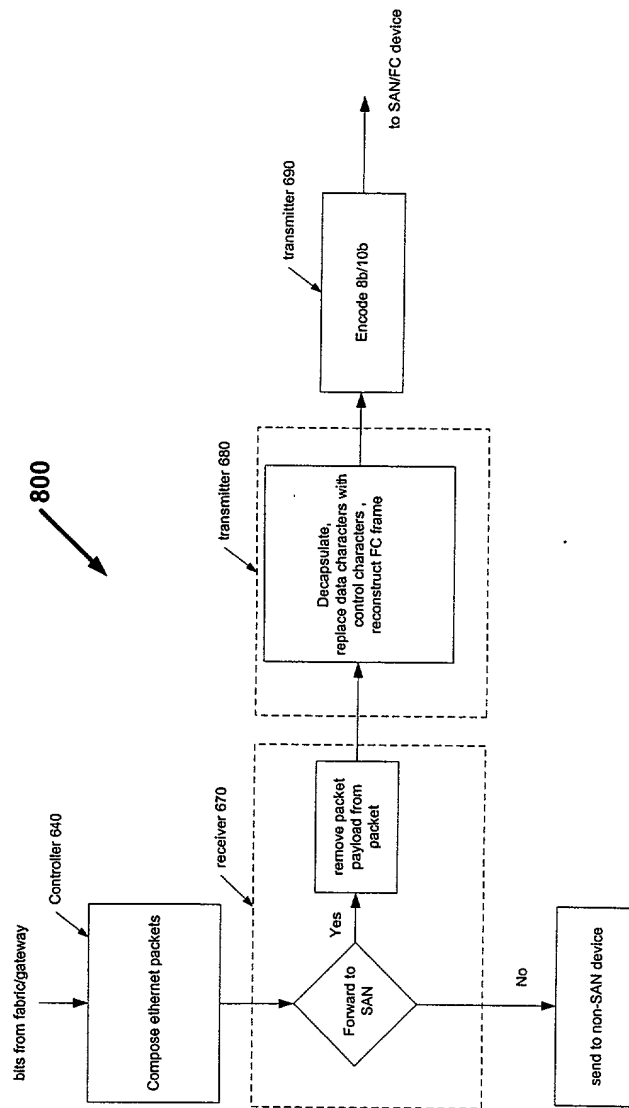 800
bits from fabric/gateway
Controller 640
Compose ethernet packets
receiver 670
Forward to
SAN
Yes
remove packet
payload from
packet
No
send to non-SAN device
transmitter 680
Decapsulate,
replace data characters with
control characters ,
reconstruct FC frame
transmitter 690
Encode 8b/10b
to SAN/FC device